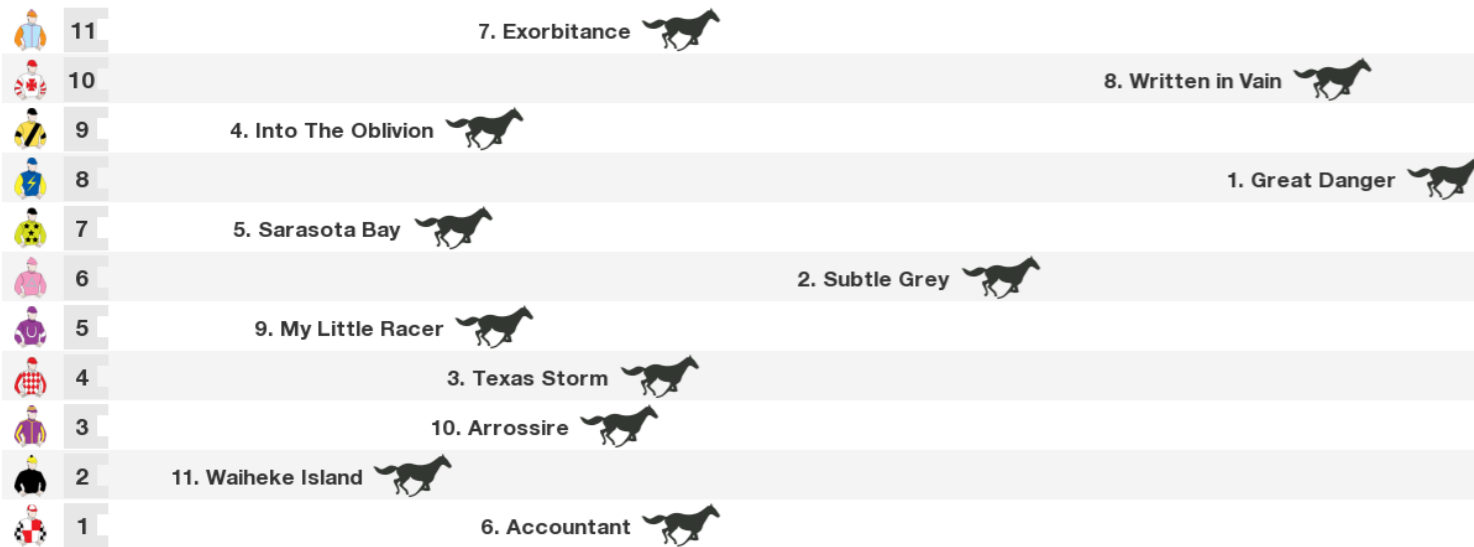 11 7. Exorbitance
10 8. Written in Vain
9 4. Into The Oblivion
8 1. Great Danger
7 5. Sarasota Bay
6 2. Subtle Grey
5 9. My Little Racer
4 3. Texas Storm
3 10. Arrossire
2 11. Waiheke Island
1 6. Accountant